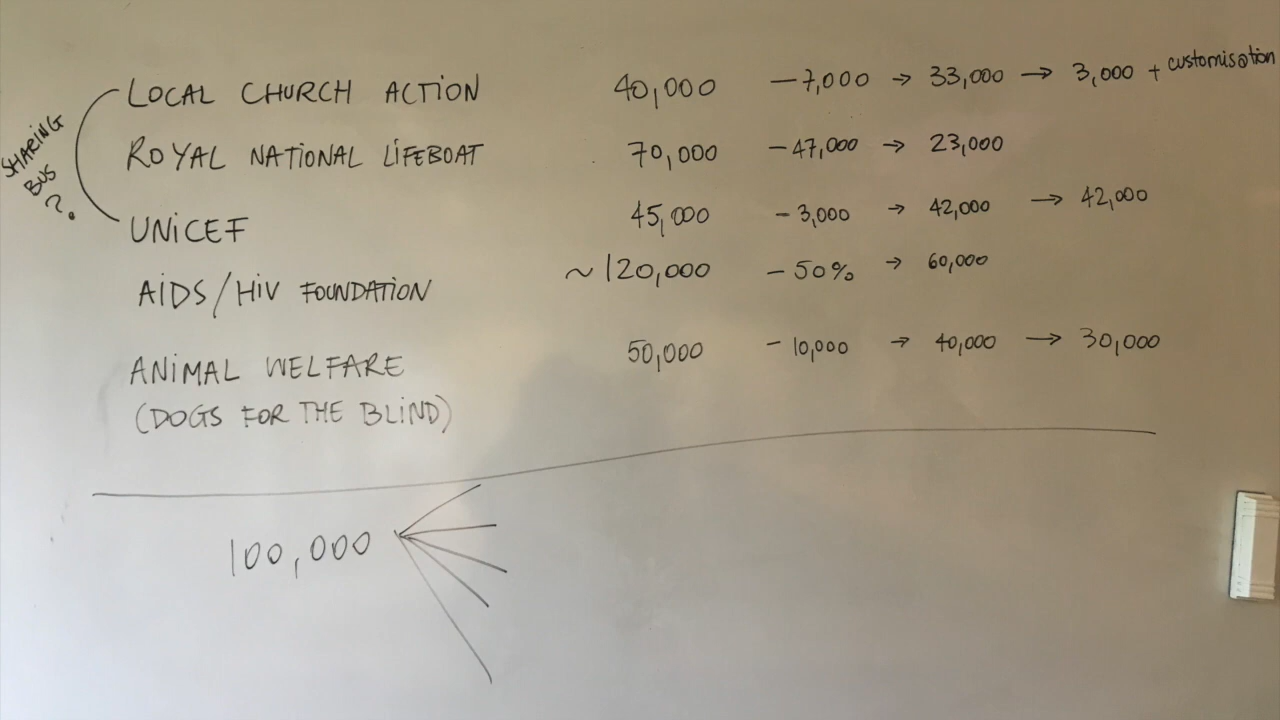 LOCAL CHURCH ACTION 40,000 – 7,000 → 33,000 → 3,000 + customisation
ROYAL NATIONAL LIFEBOAT 70,000 – 47,000 → 23,000
SHARING
BUS
?
UNICEF 45,000 – 3,000 → 42,000 → 42,000
AIDS/HIV FOUNDATION ~120,000 – 50% → 60,000
ANIMAL WELFARE 50,000 – 10,000 → 40,000 → 30,000
(DOGS FOR THE BLIND)
100,000